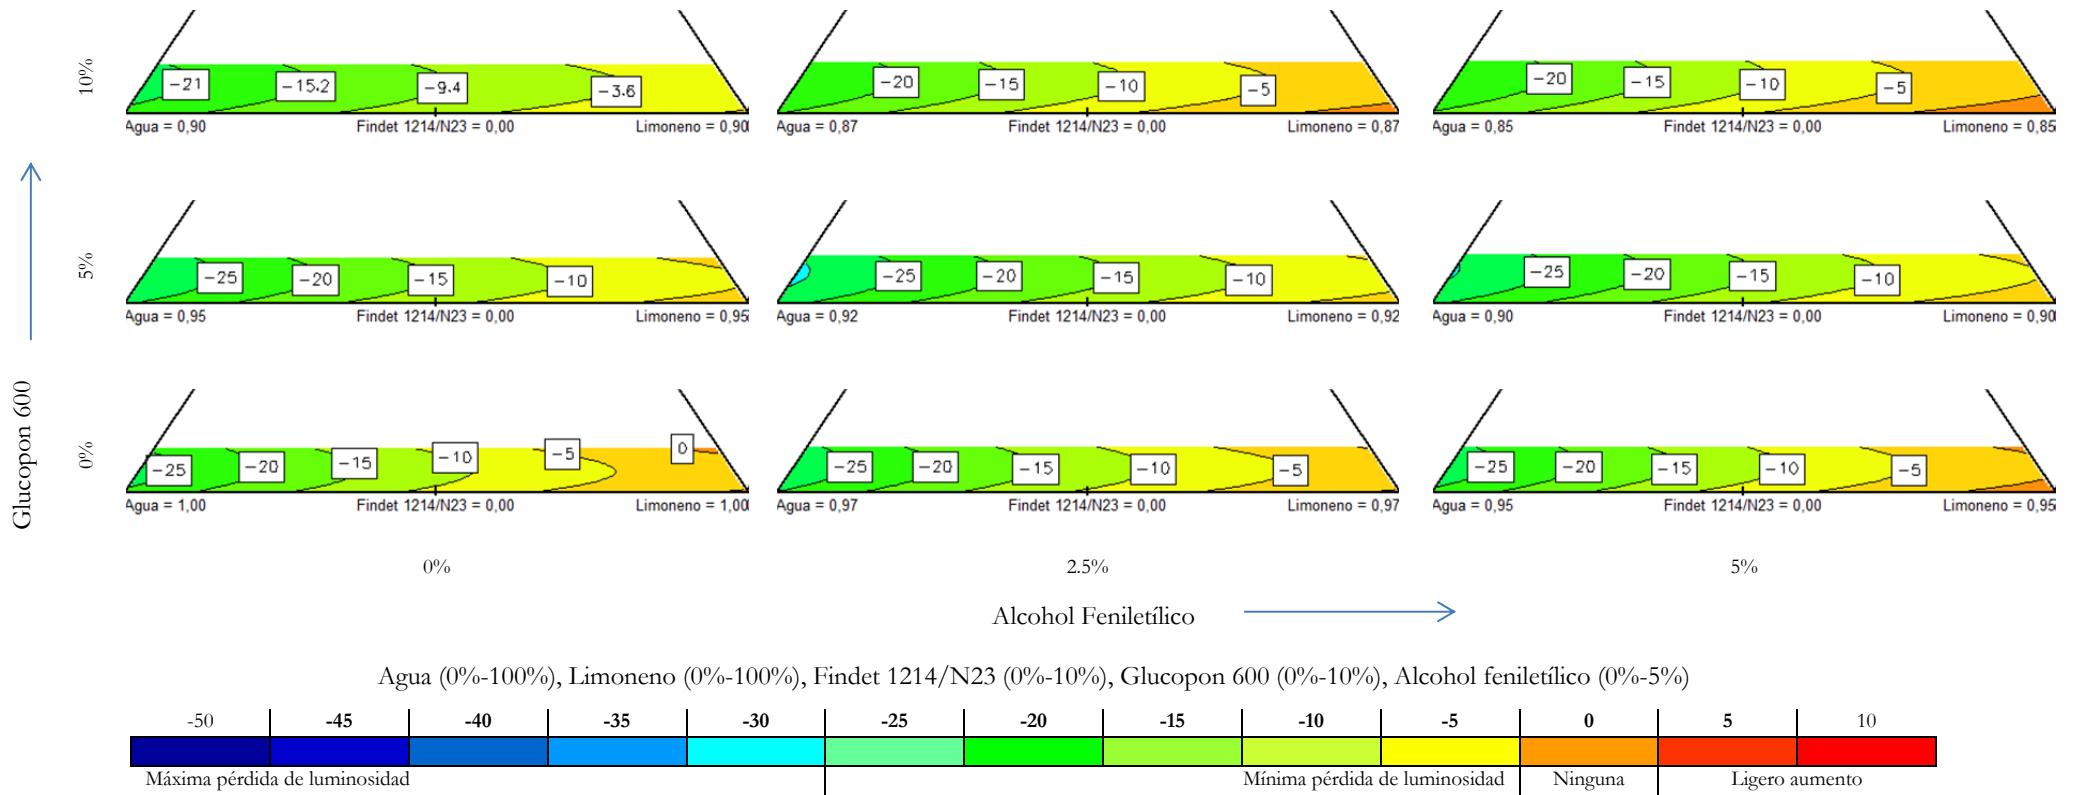 10%
-21 -15.2 -9.4 -3.6
-20 -15 -10 -5
-20 -15 -10 -5
Agua = 0,90 Findet 1214/N23 = 0,00 Limoneno = 0,90
Agua = 0,87 Findet 1214/N23 = 0,00 Limoneno = 0,87
Agua = 0,85 Findet 1214/N23 = 0,00 Limoneno = 0,85
5%
-25 -20 -15 -10
-25 -20 -15 -10
-25 -20 -15 -10
Agua = 0,95 Findet 1214/N23 = 0,00 Limoneno = 0,95
Agua = 0,92 Findet 1214/N23 = 0,00 Limoneno = 0,92
Agua = 0,90 Findet 1214/N23 = 0,00 Limoneno = 0,90
Glucopon 600
0%
-25 -20 -15 -10 -5 0
-25 -20 -15 -10 -5
-25 -20 -15 -10 -5
Agua = 1,00 Findet 1214/N23 = 0,00 Limoneno = 1,00
Agua = 0,97 Findet 1214/N23 = 0,00 Limoneno = 0,97
Agua = 0,95 Findet 1214/N23 = 0,00 Limoneno = 0,95
0% 2.5% 5%
Alcohol Feniletílico
Agua (0%-100%), Limoneno (0%-100%), Findet 1214/N23 (0%-10%), Glucopon 600 (0%-10%), Alcohol feniletílico (0%-5%)
-50 -45 -40 -35 -30 -25 -20 -15 -10 -5 0 5 10
Máxima pérdida de luminosidad Mínima pérdida de luminosidad Ninguna Ligero aumento